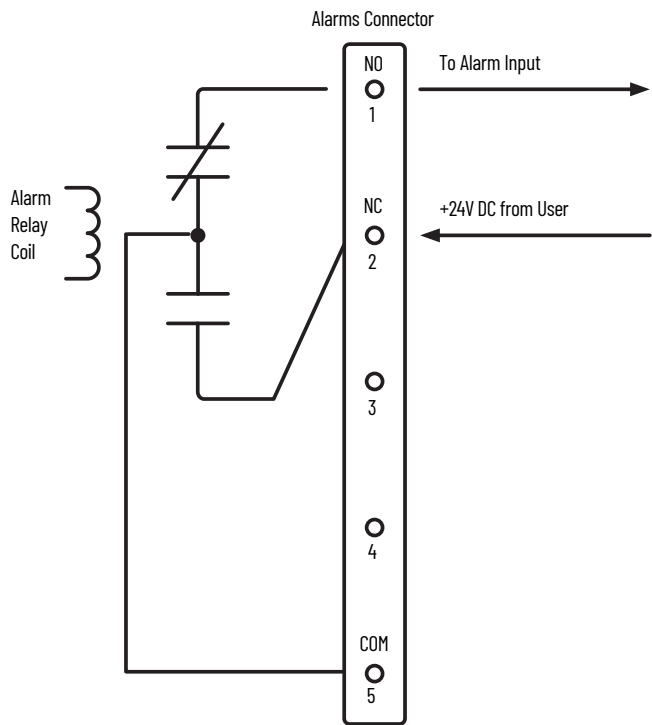 Alarms Connector
NO
To Alarm Input
1
Alarm
Relay
Coil
NC
+24V DC from User
2
3
4
COM
5